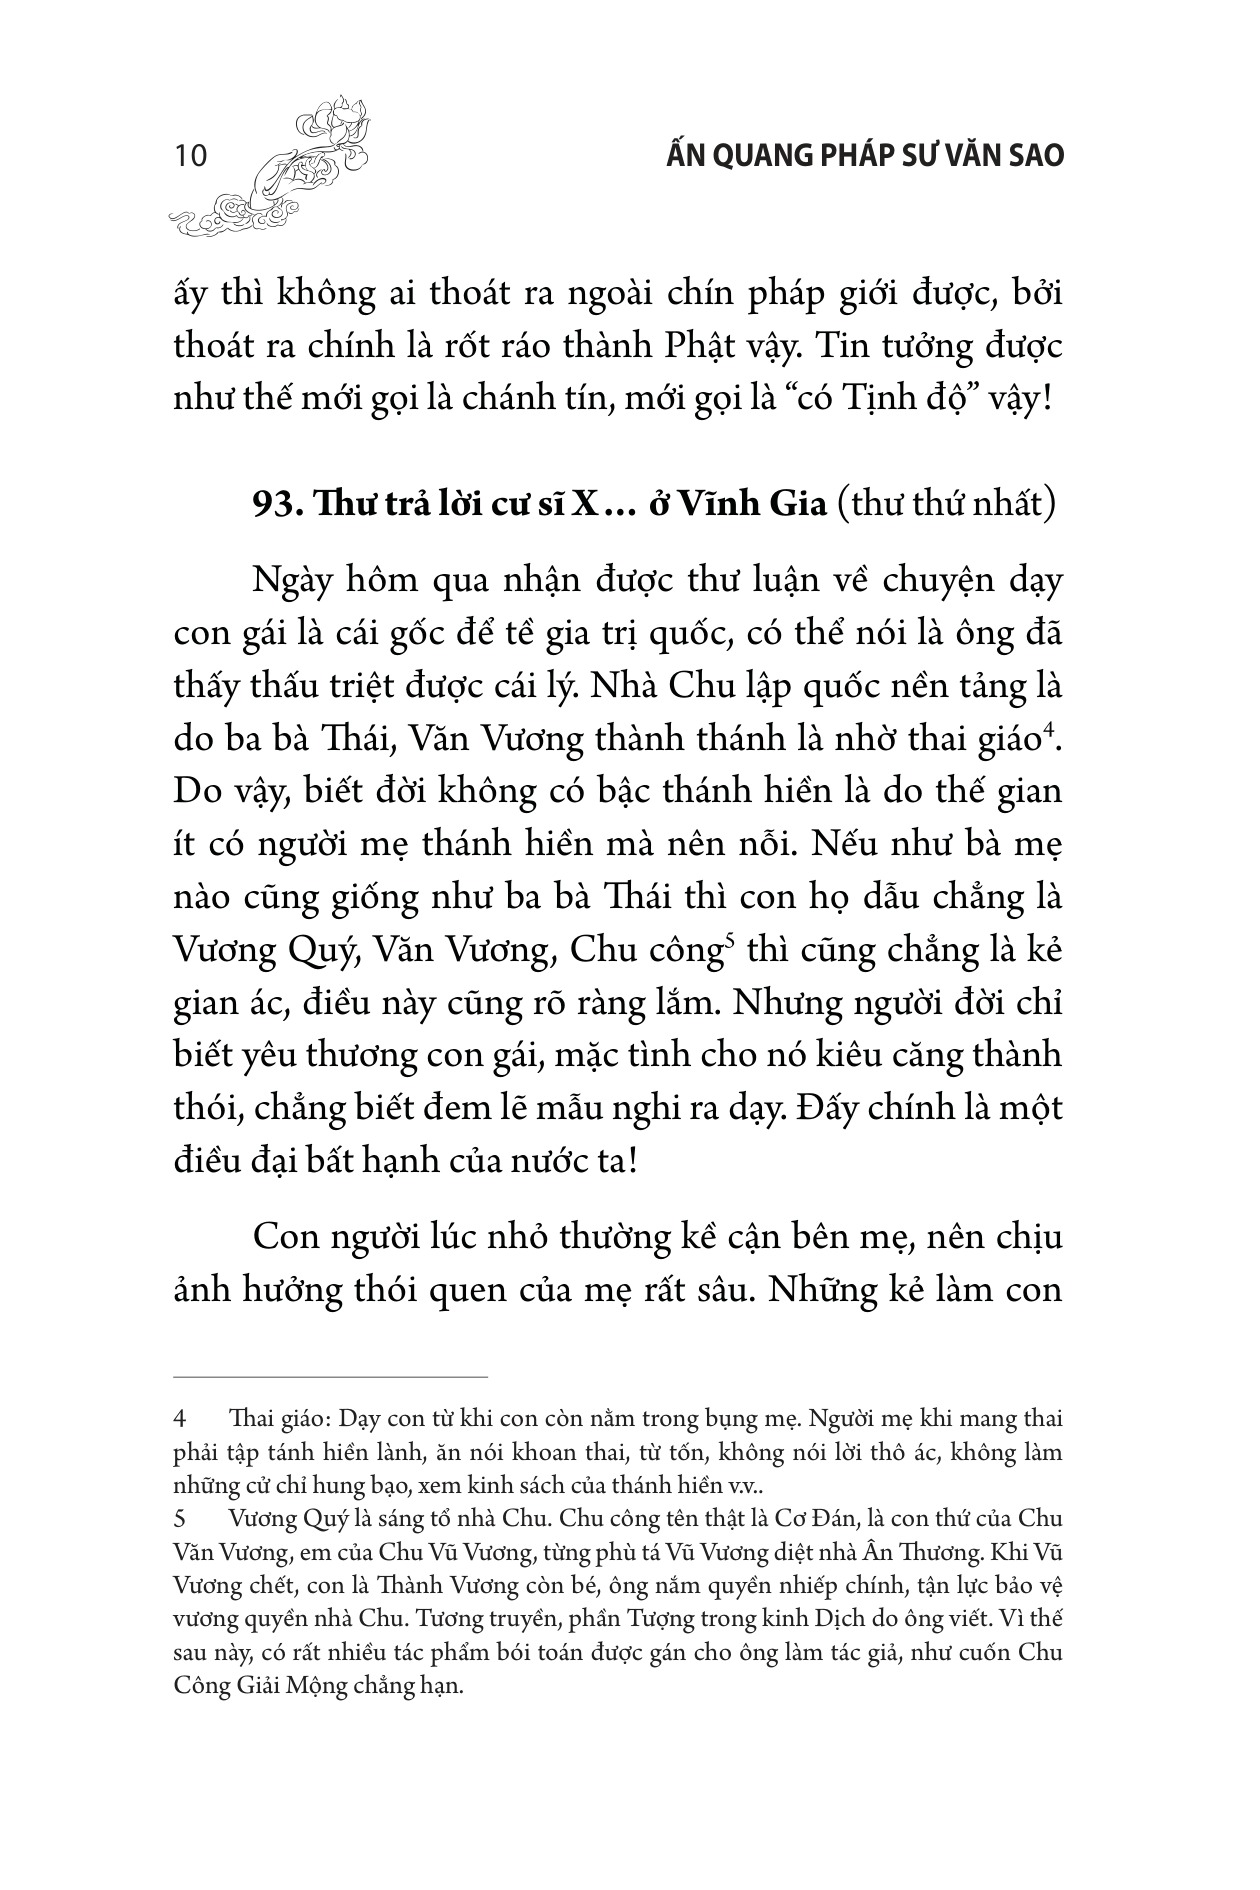 10
ẤN QUANG PHÁP SƯ VĂN SAO
ấy thì không ai thoát ra ngoài chín pháp giới được, bởi
thoát ra chính là rốt ráo thành Phật vậy. Tin tưởng được
như thế mới gọi là chánh tín, mới gọi là “có Tịnh độ” vậy!
93. Thư trả lời cư sĩ X… ở Vĩnh Gia (thư thứ nhất)
Ngày hôm qua nhận được thư luận về chuyện dạy
con gái là cái gốc để tề gia trị quốc, có thể nói là ông đã
thấy thấu triệt được cái lý. Nhà Chu lập quốc nền tảng là
do ba bà Thái, Văn Vương thành thánh là nhờ thai giáo⁴.
Do vậy, biết đời không có bậc thánh hiền là do thế gian
ít có người mẹ thánh hiền mà nên nỗi. Nếu như bà mẹ
nào cũng giống như ba bà Thái thì con họ dẫu chẳng là
Vương Quý, Văn Vương, Chu công⁵ thì cũng chẳng là kẻ
gian ác, điều này cũng rõ ràng lắm. Nhưng người đời chỉ
biết yêu thương con gái, mặc tình cho nó kiêu căng thành
thói, chẳng biết đem lẽ mẫu nghi ra dạy. Đấy chính là một
điều đại bất hạnh của nước ta!
Con người lúc nhỏ thường kề cận bên mẹ, nên chịu
ảnh hưởng thói quen của mẹ rất sâu. Những kẻ làm con
4 Thai giáo: Dạy con từ khi con còn nằm trong bụng mẹ. Người mẹ khi mang thai
phải tập tánh hiền lành, ăn nói khoan thai, từ tốn, không nói lời thô ác, không làm
những cử chỉ hung bạo, xem kinh sách của thánh hiền v.v..
5 Vương Quý là sáng tổ nhà Chu. Chu công tên thật là Cơ Đán, là con thứ của Chu
Văn Vương, em của Chu Vũ Vương, từng phù tá Vũ Vương diệt nhà Ân Thương. Khi Vũ
Vương chết, con là Thành Vương còn bé, ông nắm quyền nhiếp chính, tận lực bảo vệ
vương quyền nhà Chu. Tương truyền, phần Tượng trong kinh Dịch do ông viết. Vì thế
sau này, có rất nhiều tác phẩm bói toán được gán cho ông làm tác giả, như cuốn Chu
Công Giải Mộng chẳng hạn.